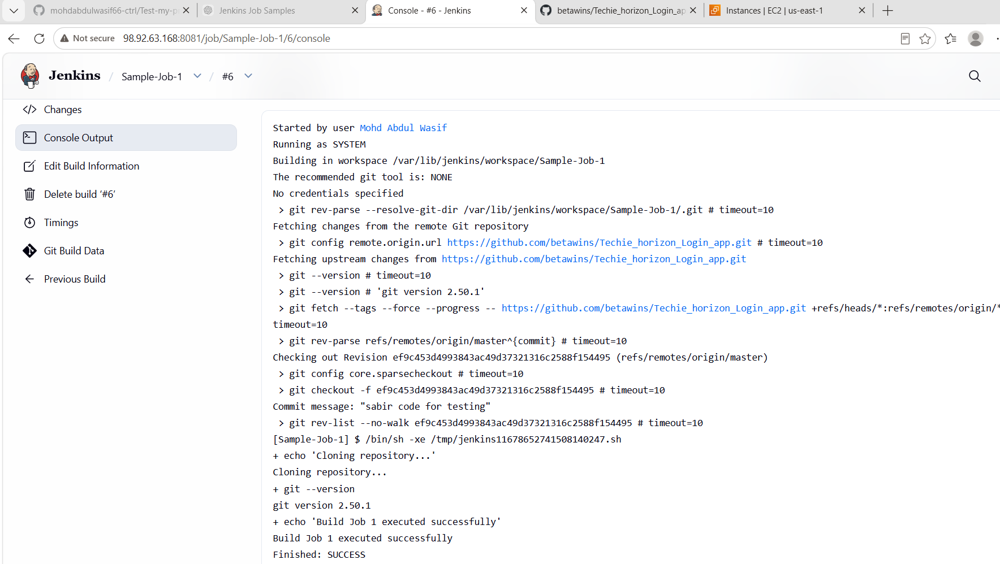 mohdabdulwasif66-ctrl/Test-my-p
Jenkins Job Samples
Console - #6 - Jenkins
betawins/Techie_horizon_Login_ap
Instances | EC2 | us-east-1
Not secure
98.92.63.168:8081/job/Sample-Job-1/6/console
Jenkins / Sample-Job-1 / #6
Changes
Console Output
Edit Build Information
Delete build ‘#6’
Timings
Git Build Data
Previous Build
Started by user Mohd Abdul Wasif
Running as SYSTEM
Building in workspace /var/lib/jenkins/workspace/Sample-Job-1
The recommended git tool is: NONE
No credentials specified
> git rev-parse --resolve-git-dir /var/lib/jenkins/workspace/Sample-Job-1/.git # timeout=10
Fetching changes from the remote Git repository
> git config remote.origin.url https://github.com/betawins/Techie_horizon_Login_app.git # timeout=10
Fetching upstream changes from https://github.com/betawins/Techie_horizon_Login_app.git
> git --version # timeout=10
> git --version # 'git version 2.50.1'
> git fetch --tags --force --progress -- https://github.com/betawins/Techie_horizon_Login_app.git +refs/heads/*:refs/remotes/origin/*
timeout=10
> git rev-parse refs/remotes/origin/master^{commit} # timeout=10
Checking out Revision ef9c453d4993843ac49d37321316c2588f154495 (refs/remotes/origin/master)
> git config core.sparsecheckout # timeout=10
> git checkout -f ef9c453d4993843ac49d37321316c2588f154495 # timeout=10
Commit message: "sabir code for testing"
> git rev-list --no-walk ef9c453d4993843ac49d37321316c2588f154495 # timeout=10
[Sample-Job-1] $ /bin/sh -xe /tmp/jenkins11678652741508140247.sh
+ echo 'Cloning repository...'
Cloning repository...
+ git --version
git version 2.50.1
+ echo 'Build Job 1 executed successfully'
Build Job 1 executed successfully
Finished: SUCCESS